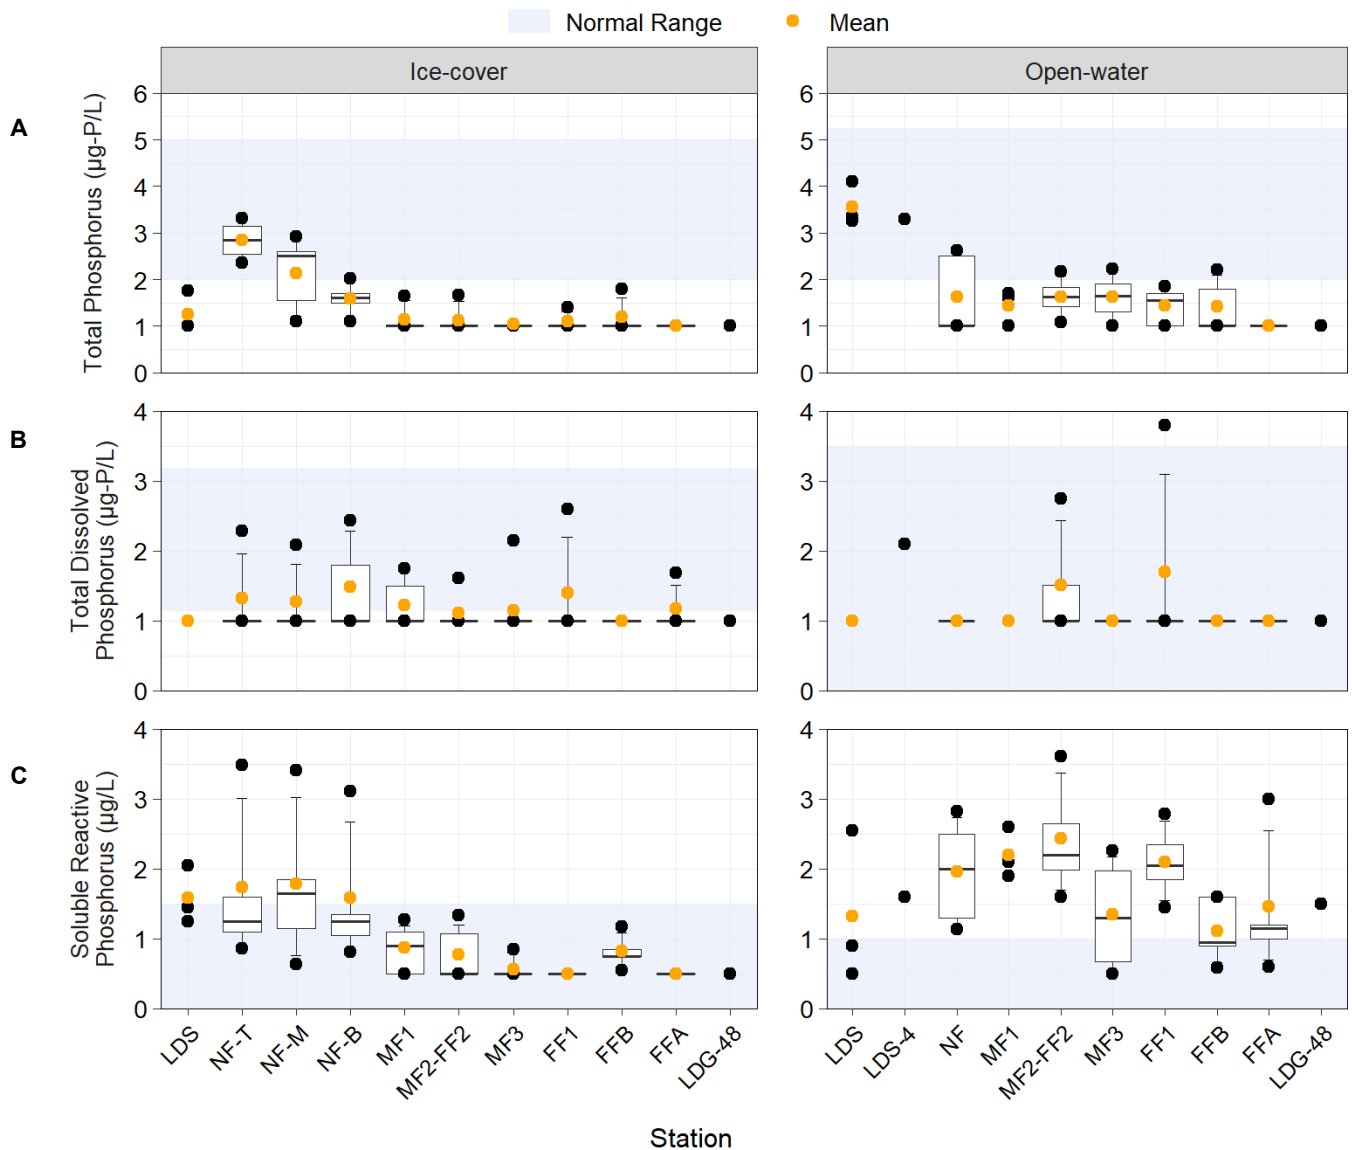 Normal Range Mean
Ice-cover Open-water
A
Total Phosphorus (µg-P/L)
6 5 4 3 2 1 0
6 5 4 3 2 1 0
B
Total Dissolved
Phosphorus (µg-P/L)
4 3 2 1 0
4 3 2 1 0
C
Soluble Reactive
Phosphorus (µg/L)
4 3 2 1 0
4 3 2 1 0
LDS NF-T NF-M NF-B MF1 MF2-FF2 MF3 FF1 FFB FFA LDG-48
LDS LDS-4 NF MF1 MF2-FF2 MF3 FF1 FFB FFA LDG-48
Station